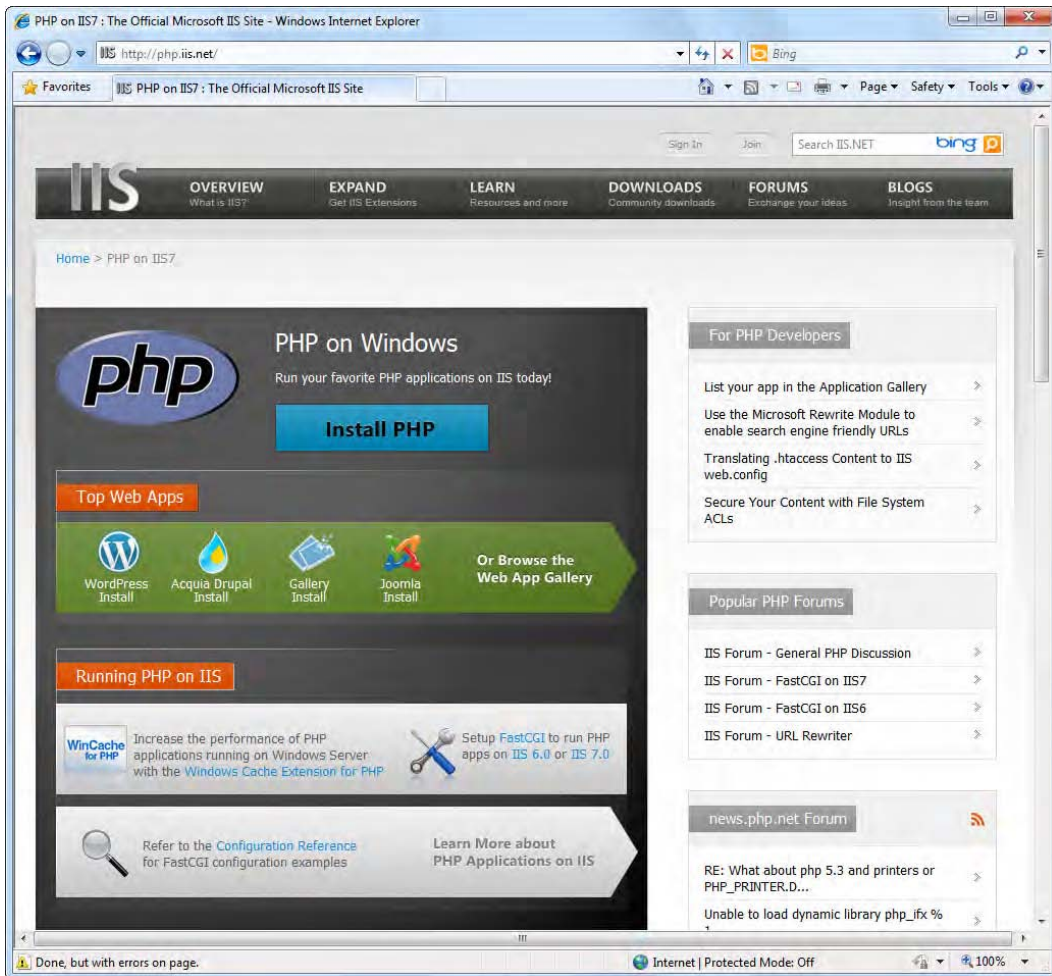 PHP on IIS7 : The Official Microsoft IIS Site - Windows Internet Explorer
IIS http://php.iis.net/
Bing
Favorites
IIS PHP on IIS7 : The Official Microsoft IIS Site
Page Safety Tools
Sign In Join Search IIS.NET bing
IIS
OVERVIEW EXPAND LEARN DOWNLOADS FORUMS BLOGS
What is IIS? Get IIS Extensions Resources and more Community downloads Exchange your ideas Insight from the team
Home > PHP on IIS7
php
PHP on Windows
Run your favorite PHP applications on IIS today!
Install PHP
Top Web Apps
WordPress
Install
Acquia Drupal
Install
Gallery
Install
Joomla
Install
Or Browse the
Web App Gallery
Running PHP on IIS
WinCache
for PHP
Increase the performance of PHP
applications running on Windows Server
with the Windows Cache Extension for PHP
Setup FastCGI to run PHP
apps on IIS 6.0 or IIS 7.0
Refer to the Configuration Reference
for FastCGI configuration examples
Learn More about
PHP Applications on IIS
For PHP Developers
List your app in the Application Gallery
Use the Microsoft Rewrite Module to
enable search engine friendly URLs
Translating .htaccess Content to IIS
web.config
Secure Your Content with File System
ACLs
Popular PHP Forums
IIS Forum - General PHP Discussion
IIS Forum - FastCGI on IIS7
IIS Forum - FastCGI on IIS6
IIS Forum - URL Rewriter
news.php.net Forum
RE: What about php 5.3 and printers or
PHP_PRINTER.D...
Unable to load dynamic library php_ifx %
Done, but with errors on page.
Internet | Protected Mode: Off
100%